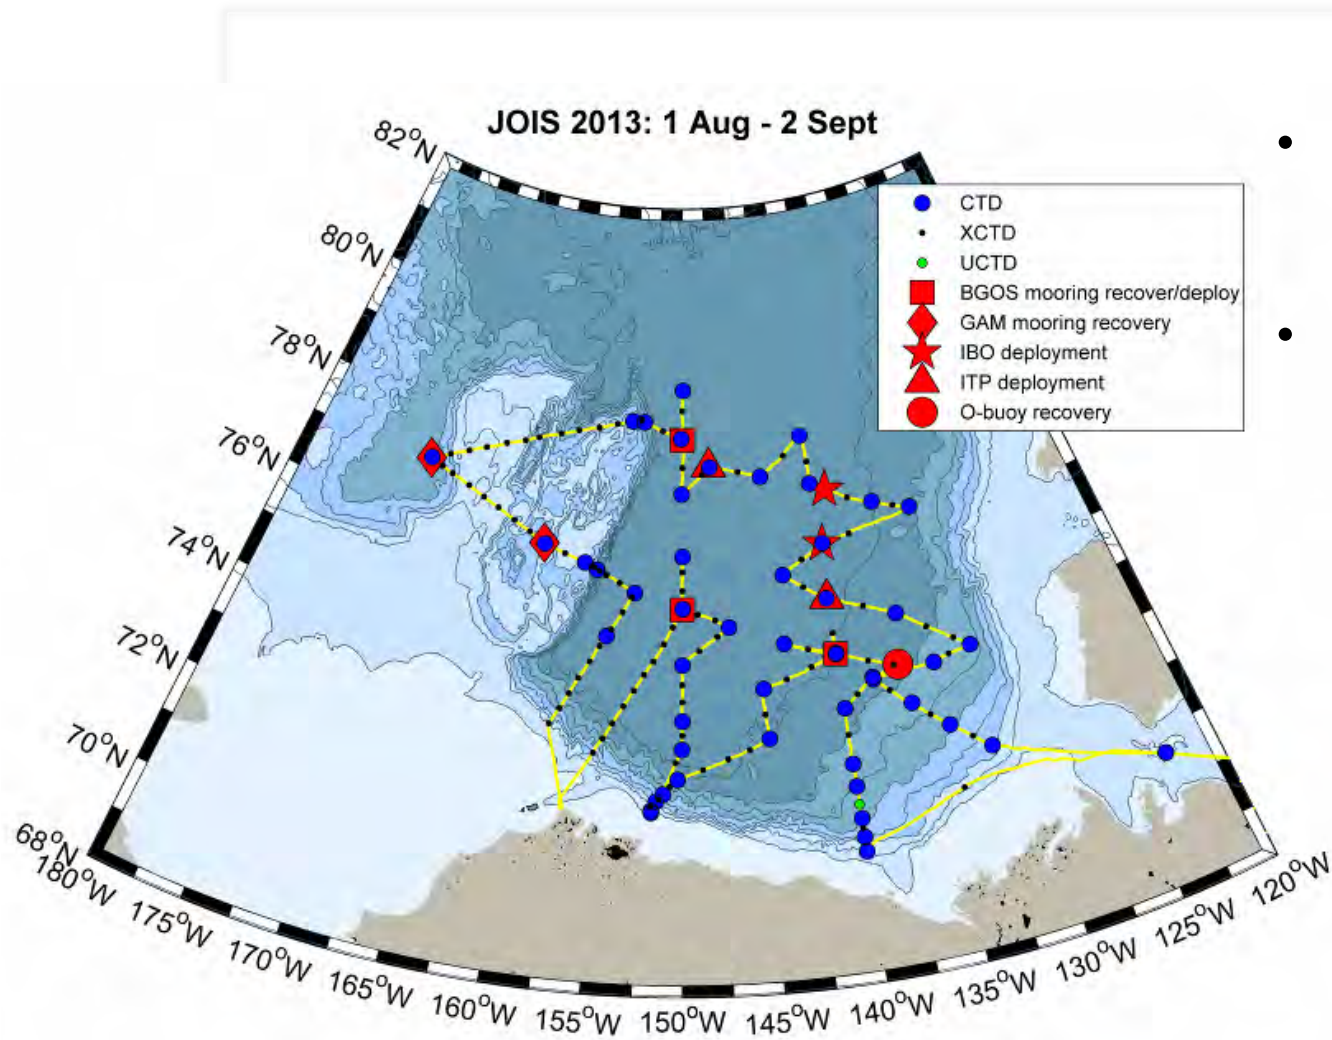 JOIS 2013: 1 Aug - 2 Sept
82°N
80°N
78°N
76°N
74°N
72°N
70°N
68°N
CTD
XCTD
UCTD
BGOS mooring recover/deploy
GAM mooring recovery
IBO deployment
ITP deployment
O-buoy recovery
180°W
175°W
170°W
165°W
160°W
155°W
150°W
145°W
140°W
135°W
130°W
125°W
120°W